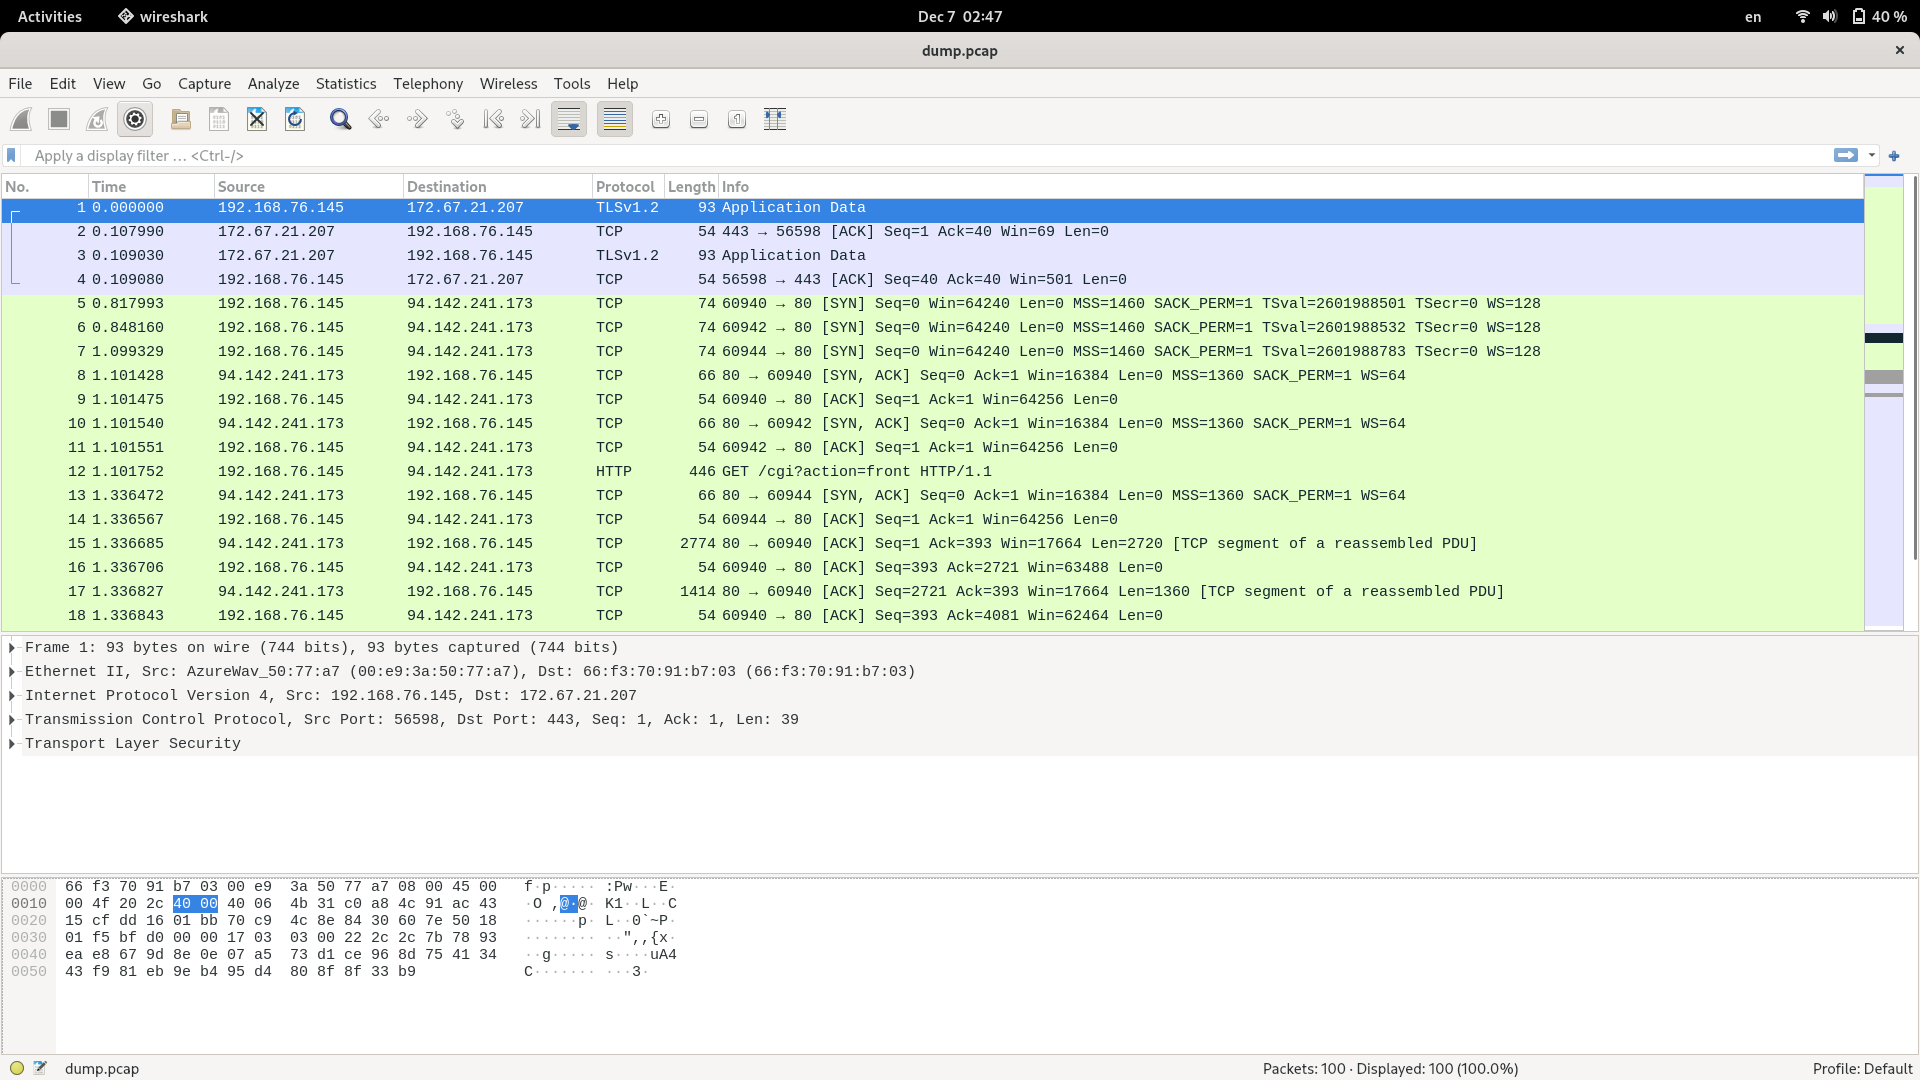 Activities wireshark Dec 7 02:47 en 40 %
dump.pcap ×
File Edit View Go Capture Analyze Statistics Telephony Wireless Tools Help
Apply a display filter … <Ctrl-/>
No. Time Source Destination Protocol Length Info
1 0.000000 192.168.76.145 172.67.21.207 TLSv1.2 93 Application Data
2 0.107990 172.67.21.207 192.168.76.145 TCP 54 443 → 56598 [ACK] Seq=1 Ack=40 Win=69 Len=0
3 0.109030 172.67.21.207 192.168.76.145 TLSv1.2 93 Application Data
4 0.109080 192.168.76.145 172.67.21.207 TCP 54 56598 → 443 [ACK] Seq=40 Ack=40 Win=501 Len=0
5 0.817993 192.168.76.145 94.142.241.173 TCP 74 60940 → 80 [SYN] Seq=0 Win=64240 Len=0 MSS=1460 SACK_PERM=1 TSval=2601988501 TSecr=0 WS=128
6 0.848160 192.168.76.145 94.142.241.173 TCP 74 60942 → 80 [SYN] Seq=0 Win=64240 Len=0 MSS=1460 SACK_PERM=1 TSval=2601988532 TSecr=0 WS=128
7 1.099329 192.168.76.145 94.142.241.173 TCP 74 60944 → 80 [SYN] Seq=0 Win=64240 Len=0 MSS=1460 SACK_PERM=1 TSval=2601988783 TSecr=0 WS=128
8 1.101428 94.142.241.173 192.168.76.145 TCP 66 80 → 60940 [SYN, ACK] Seq=0 Ack=1 Win=16384 Len=0 MSS=1360 SACK_PERM=1 WS=64
9 1.101475 192.168.76.145 94.142.241.173 TCP 54 60940 → 80 [ACK] Seq=1 Ack=1 Win=64256 Len=0
10 1.101540 94.142.241.173 192.168.76.145 TCP 66 80 → 60942 [SYN, ACK] Seq=0 Ack=1 Win=16384 Len=0 MSS=1360 SACK_PERM=1 WS=64
11 1.101551 192.168.76.145 94.142.241.173 TCP 54 60942 → 80 [ACK] Seq=1 Ack=1 Win=64256 Len=0
12 1.101752 192.168.76.145 94.142.241.173 HTTP 446 GET /cgi?action=front HTTP/1.1
13 1.336472 94.142.241.173 192.168.76.145 TCP 66 80 → 60944 [SYN, ACK] Seq=0 Ack=1 Win=16384 Len=0 MSS=1360 SACK_PERM=1 WS=64
14 1.336567 192.168.76.145 94.142.241.173 TCP 54 60944 → 80 [ACK] Seq=1 Ack=1 Win=64256 Len=0
15 1.336685 94.142.241.173 192.168.76.145 TCP 2774 80 → 60940 [ACK] Seq=1 Ack=393 Win=17664 Len=2720 [TCP segment of a reassembled PDU]
16 1.336706 192.168.76.145 94.142.241.173 TCP 54 60940 → 80 [ACK] Seq=393 Ack=2721 Win=63488 Len=0
17 1.336827 94.142.241.173 192.168.76.145 TCP 1414 80 → 60940 [ACK] Seq=2721 Ack=393 Win=17664 Len=1360 [TCP segment of a reassembled PDU]
18 1.336843 192.168.76.145 94.142.241.173 TCP 54 60940 → 80 [ACK] Seq=393 Ack=4081 Win=62464 Len=0
Frame 1: 93 bytes on wire (744 bits), 93 bytes captured (744 bits)
Ethernet II, Src: AzureWav_50:77:a7 (00:e9:3a:50:77:a7), Dst: 66:f3:70:91:b7:03 (66:f3:70:91:b7:03)
Internet Protocol Version 4, Src: 192.168.76.145, Dst: 172.67.21.207
Transmission Control Protocol, Src Port: 56598, Dst Port: 443, Seq: 1, Ack: 1, Len: 39
Transport Layer Security
0000 66 f3 70 91 b7 03 00 e9 3a 50 77 a7 08 00 45 00 f·p····· :Pw···E·
0010 00 4f 20 2c 40 00 40 06 4b 31 c0 a8 4c 91 ac 43 ·O ,@·@· K1··L··C
0020 15 cf dd 16 01 bb 70 c9 4c 8e 84 30 60 7e 50 18 ······p· L··0`~P·
0030 01 f5 bf d0 00 00 17 03 03 00 22 2c 2c 7b 78 93 ········ ··",,{x·
0040 ea e8 67 9d 8e 0e 07 a5 73 d1 ce 96 8d 75 41 34 ··g····· s····uA4
0050 43 f9 81 eb 9e b4 95 d4 80 8f 8f 33 b9 C······· ···3·
dump.pcap Packets: 100 · Displayed: 100 (100.0%) Profile: Default